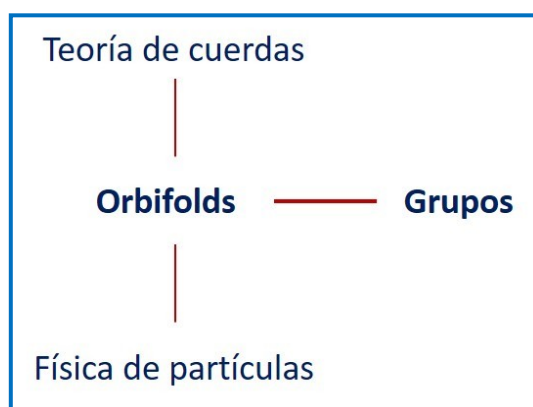 Teoría de cuerdas
Orbifolds Grupos
Física de partículas